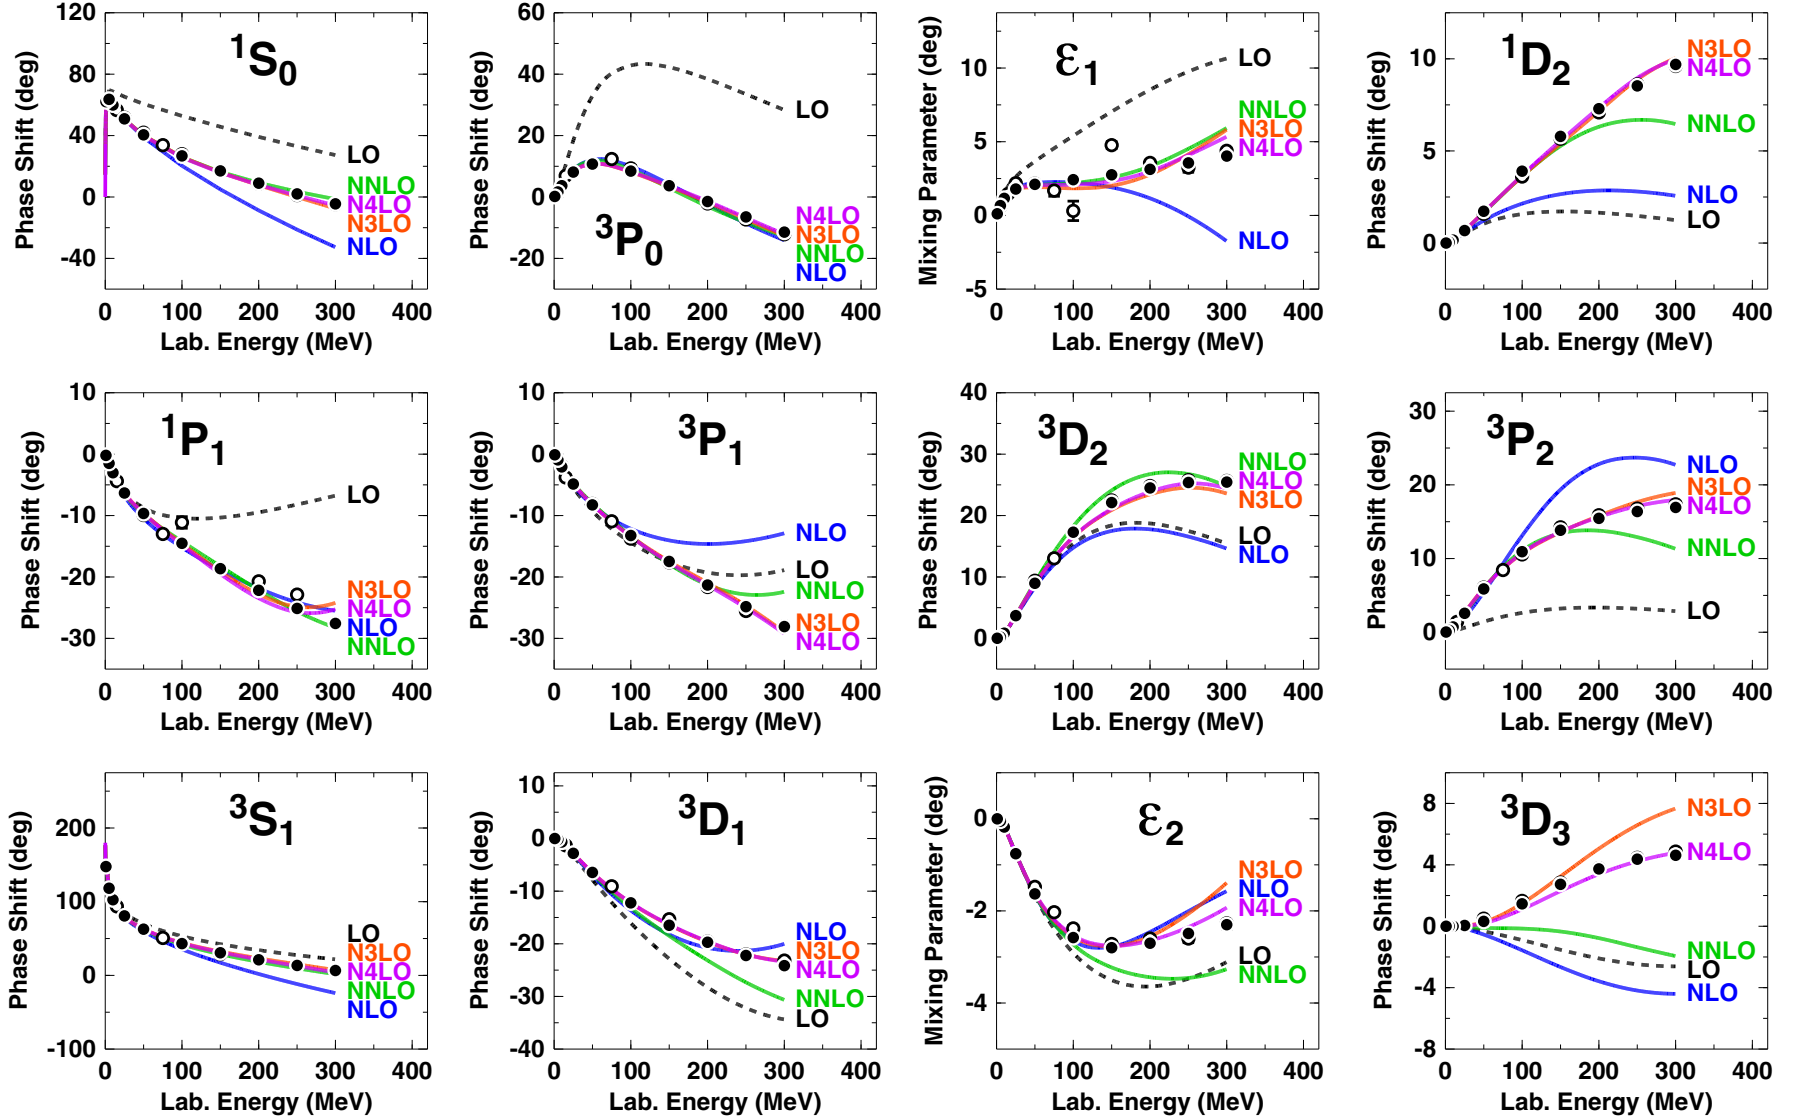 120
80
40
0
-40
Phase Shift (deg)
¹S₀
LO
NNLO
N4LO
N3LO
NLO
0 100 200 300 400
Lab. Energy (MeV)
60
40
20
0
-20
Phase Shift (deg)
³P₀
LO
N4LO
N3LO
NNLO
NLO
0 100 200 300 400
Lab. Energy (MeV)
10
5
0
-5
Mixing Parameter (deg)
ε₁
LO
NNLO
N3LO
N4LO
NLO
0 100 200 300 400
Lab. Energy (MeV)
10
5
0
Phase Shift (deg)
¹D₂
N3LO
N4LO
NNLO
LO
NLO
0 100 200 300 400
Lab. Energy (MeV)
10
0
-10
-20
-30
Phase Shift (deg)
¹P₁
LO
N3LO
N4LO
NLO
NNLO
0 100 200 300 400
Lab. Energy (MeV)
10
0
-10
-20
-30
Phase Shift (deg)
³P₁
NLO
LO
NNLO
N3LO
N4LO
0 100 200 300 400
Lab. Energy (MeV)
40
30
20
10
0
Phase Shift (deg)
³D₂
NNLO
N4LO
N3LO
LO
NLO
0 100 200 300 400
Lab. Energy (MeV)
30
20
10
0
Phase Shift (deg)
³P₂
NLO
N3LO
N4LO
NNLO
LO
0 100 200 300 400
Lab. Energy (MeV)
200
100
0
-100
Phase Shift (deg)
³S₁
LO
N3LO
N4LO
NNLO
NLO
0 100 200 300 400
Lab. Energy (MeV)
10
0
-10
-20
-30
-40
Phase Shift (deg)
³D₁
NLO
N3LO
N4LO
NNLO
LO
0 100 200 300 400
Lab. Energy (MeV)
0
-2
-4
Mixing Parameter (deg)
ε₂
N3LO
NLO
N4LO
LO
NNLO
0 100 200 300 400
Lab. Energy (MeV)
8
4
0
-4
-8
Phase Shift (deg)
³D₃
N3LO
N4LO
NNLO
LO
NLO
0 100 200 300 400
Lab. Energy (MeV)